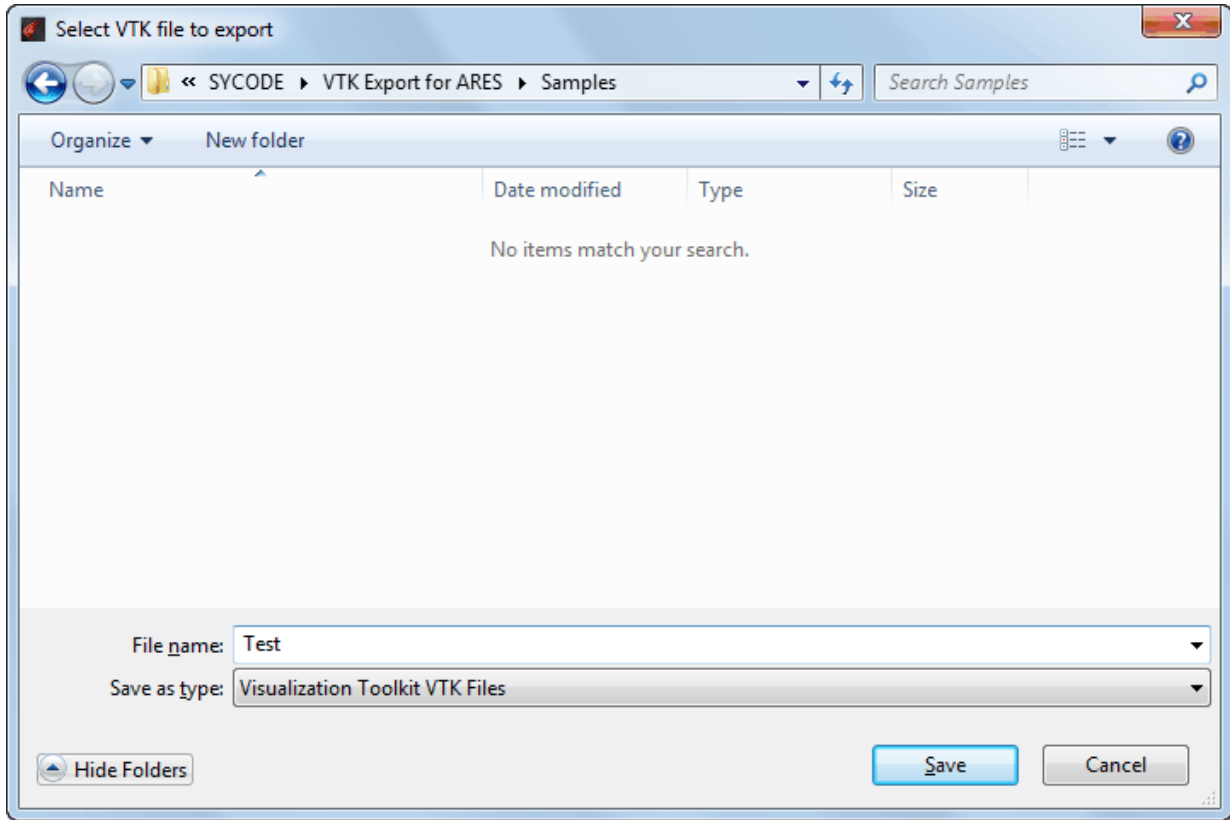 Select VTK file to export
« SYCODE ▸ VTK Export for ARES ▸ Samples Search Samples
Organize New folder
Name Date modified Type Size
No items match your search.
File name: Test
Save as type: Visualization Toolkit VTK Files
Hide Folders Save Cancel